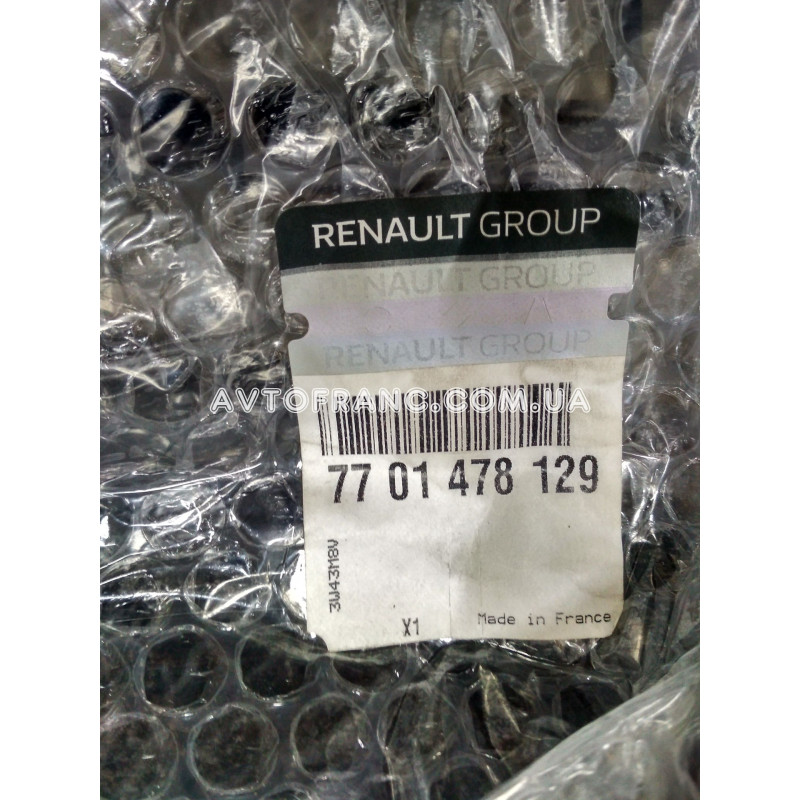 RENAULT GROUP
RENAULT GROUP
RENAULT GROUP
AVTOFRANC.COM.UA
77 01 478 129
3W43M8V
X1
Made in France